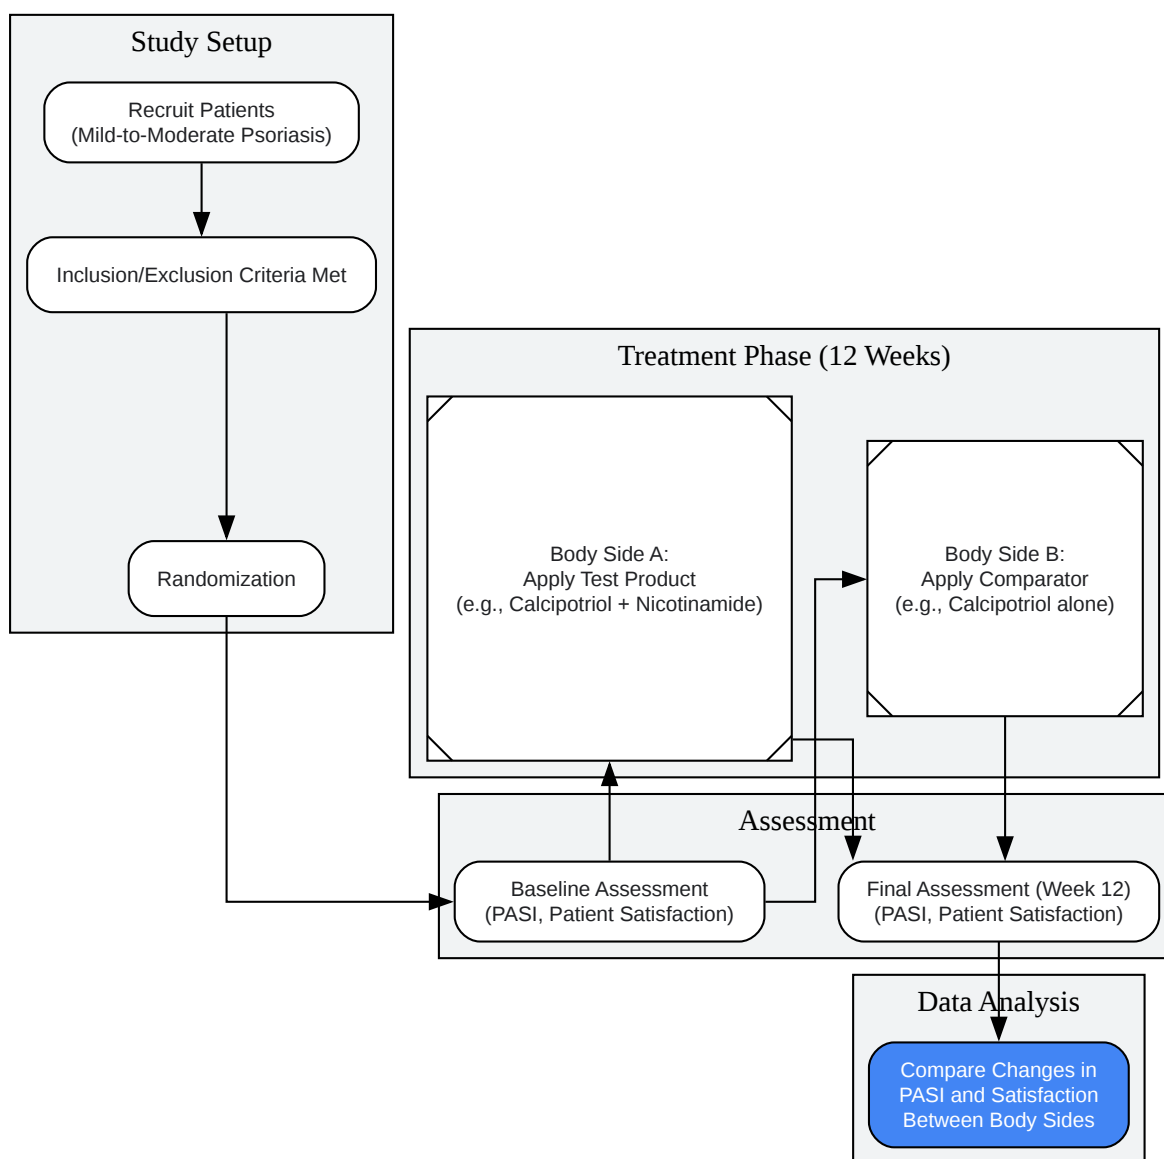 Study Setup
Recruit Patients
(Mild-to-Moderate Psoriasis)
Inclusion/Exclusion Criteria Met
Randomization
Treatment Phase (12 Weeks)
Body Side A:
Apply Test Product
(e.g., Calcipotriol + Nicotinamide)
Body Side B:
Apply Comparator
(e.g., Calcipotriol alone)
Assessment
Baseline Assessment
(PASI, Patient Satisfaction)
Final Assessment (Week 12)
(PASI, Patient Satisfaction)
Data Analysis
Compare Changes in
PASI and Satisfaction
Between Body Sides